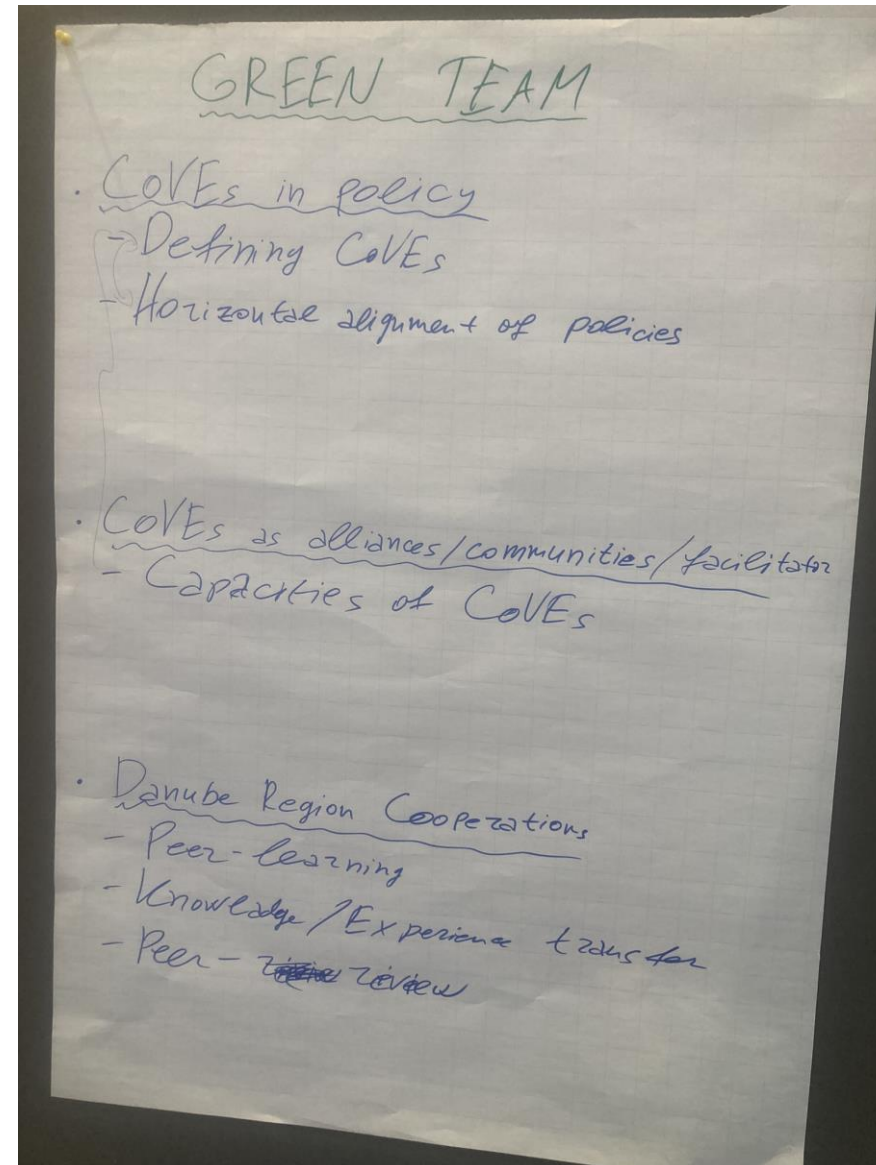 GREEN TEAM
· CoVEs in policy
- Defining CoVEs
- Horizontal alignment of policies
· CoVEs as alliances/communities/facilitator
- Capacities of CoVEs
· Danube Region Cooperations
- Peer-learning
- Knowledge/Experience transfer
- Peer- review